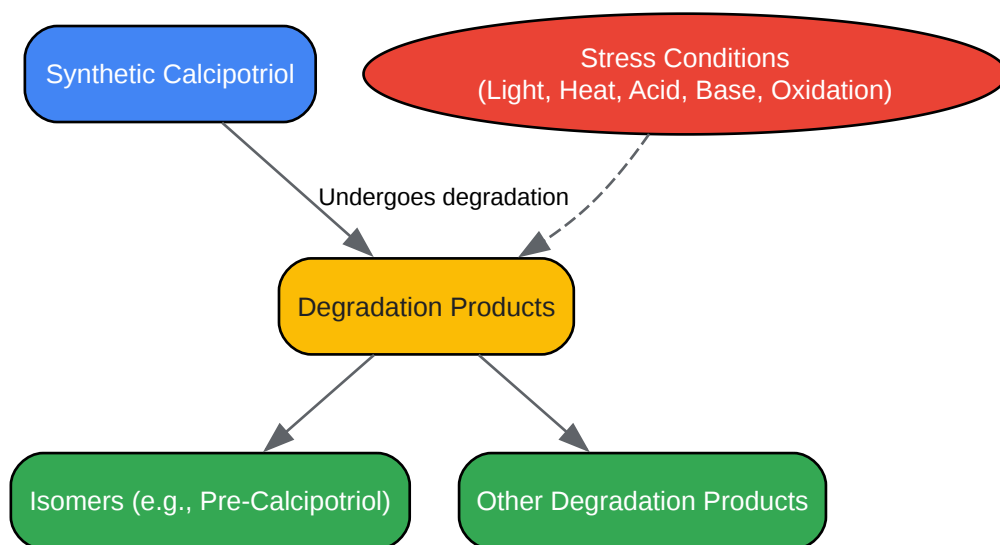 Synthetic Calcipotriol
Stress Conditions
(Light, Heat, Acid, Base, Oxidation)
Undergoes degradation
Degradation Products
Isomers (e.g., Pre-Calcipotriol)
Other Degradation Products